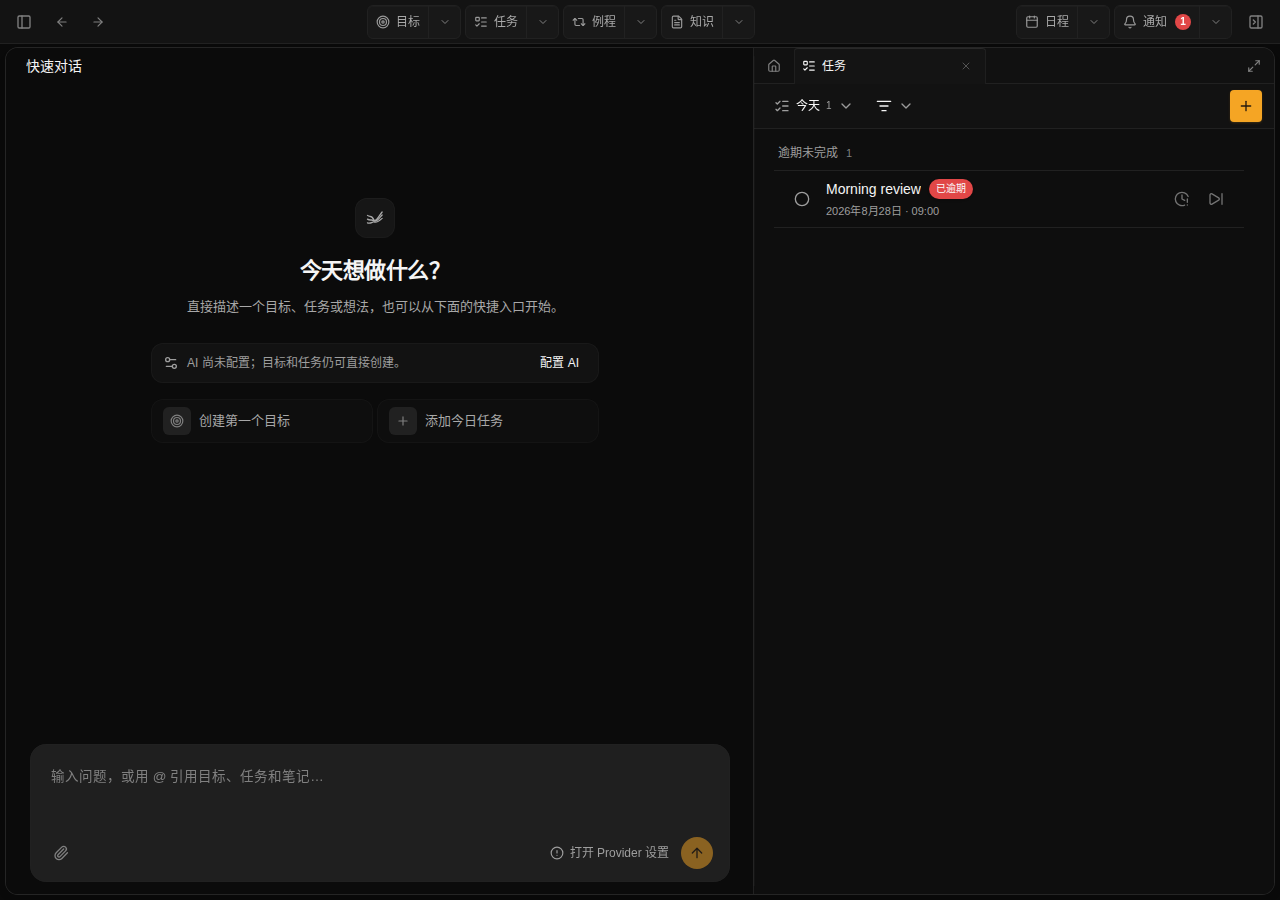 目标
任务
例程
知识
日程
通知 1
快速对话
任务
今天 1
逾期未完成 1
Morning review 已逾期
2026年8月28日 · 09:00
今天想做什么？
直接描述一个目标、任务或想法，也可以从下面的快捷入口开始。
AI 尚未配置；目标和任务仍可直接创建。 配置 AI
创建第一个目标
添加今日任务
输入问题，或用 @ 引用目标、任务和笔记…
打开 Provider 设置